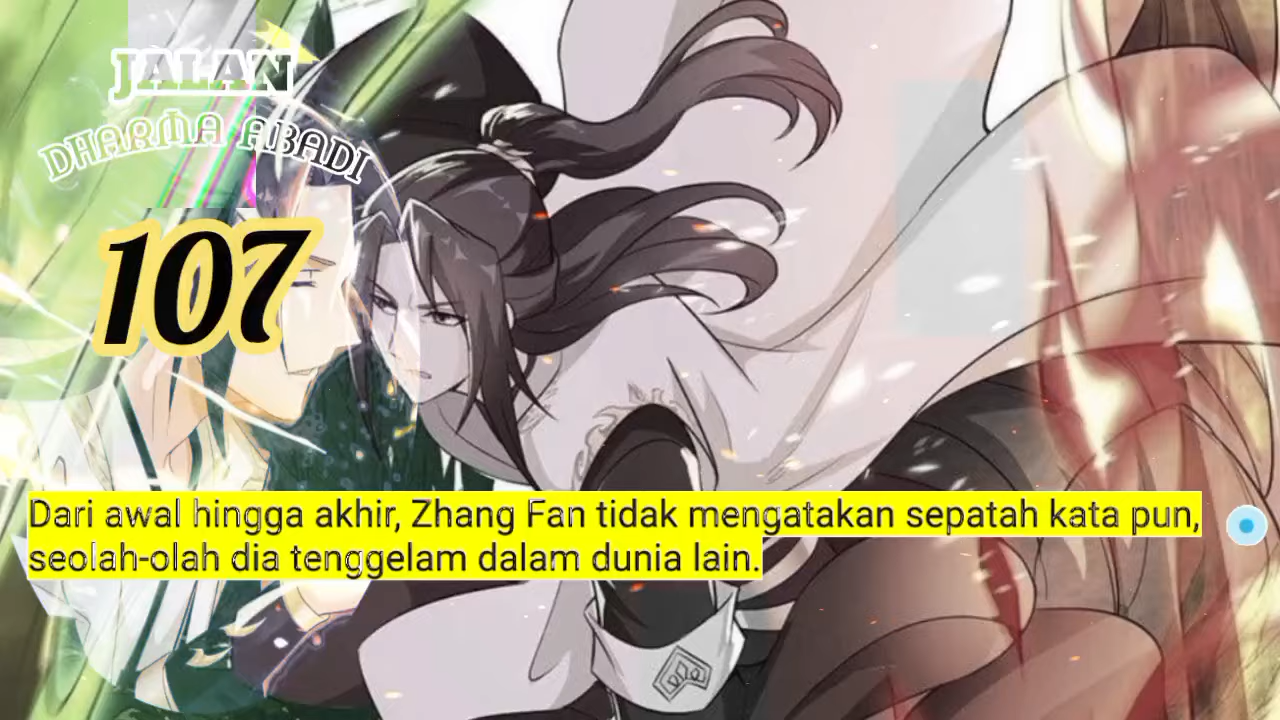 JALAN
DHARMA ABADI
107
Dari awal hingga akhir, Zhang Fan tidak mengatakan sepatah kata pun,
seolah-olah dia tenggelam dalam dunia lain.